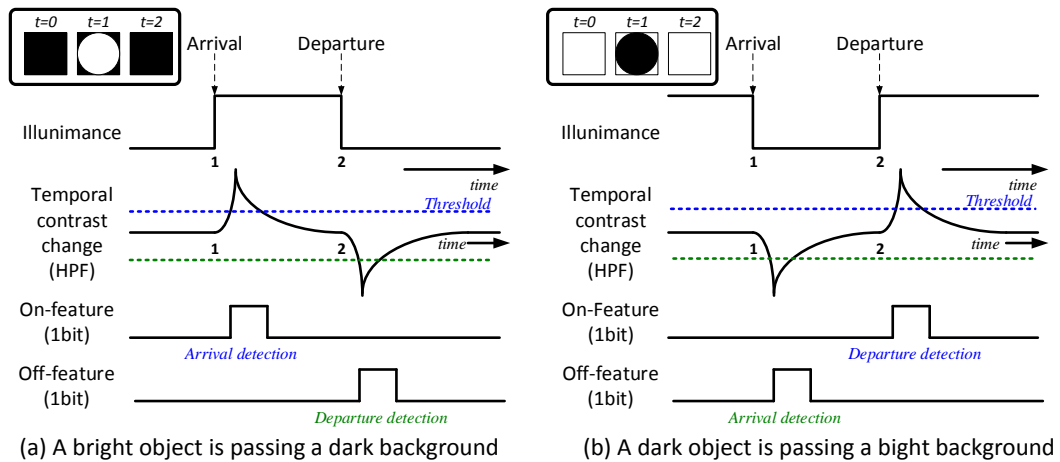 t=0 t=1 t=2
Arrival Departure
Illunimance
1 2
time
Temporal
contrast
change
(HPF)
Threshold
time
1 2
On-feature
(1bit)
Arrival detection
Off-feature
(1bit)
Departure detection
(a) A bright object is passing a dark background
t=0 t=1 t=2
Arrival Departure
Illunimance
1 2
time
Temporal
contrast
change
(HPF)
Threshold
time
1 2
On-Feature
(1bit)
Departure detection
Off-feature
(1bit)
Arrival detection
(b) A dark object is passing a bight background